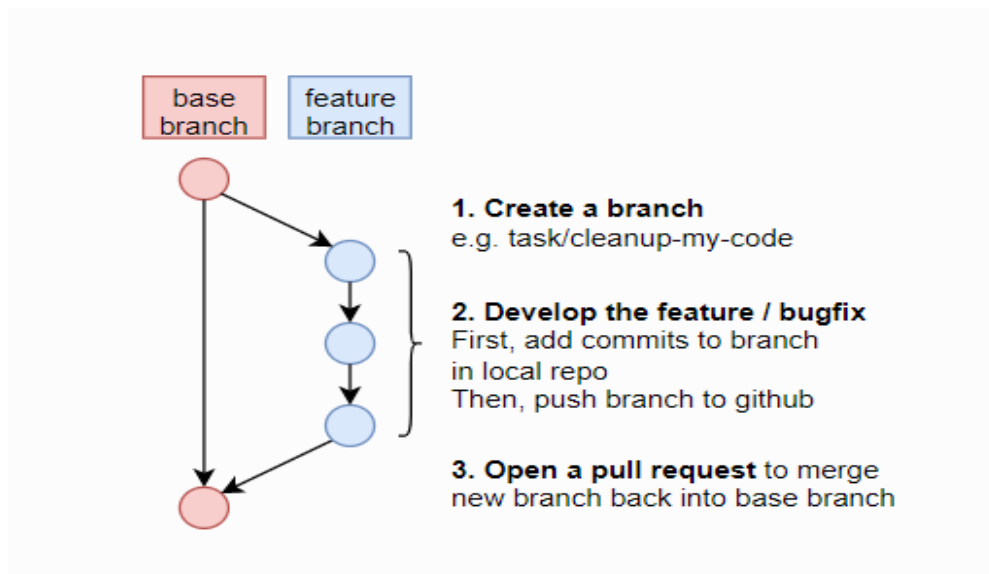 base
branch
feature
branch
1. Create a branch
e.g. task/cleanup-my-code
2. Develop the feature / bugfix
First, add commits to branch
in local repo
Then, push branch to github
3. Open a pull request to merge
new branch back into base branch